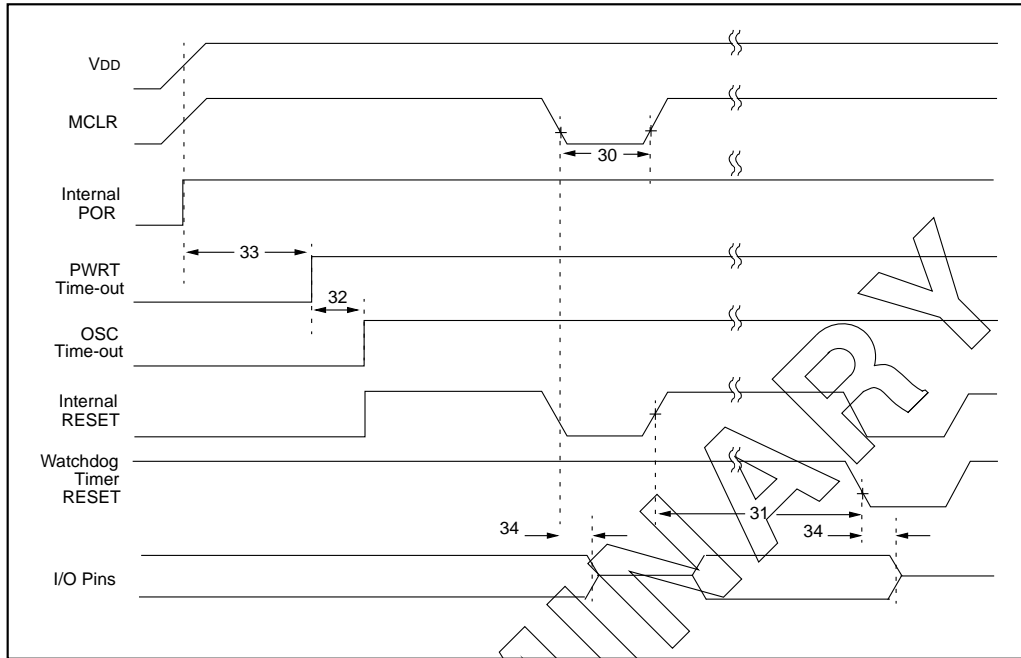 VDD
MCLR
30
Internal
POR
33
PWRT
Time-out
32
OSC
Time-out
Internal
RESET
Watchdog
Timer
RESET
31
34
34
I/O Pins
MINARY